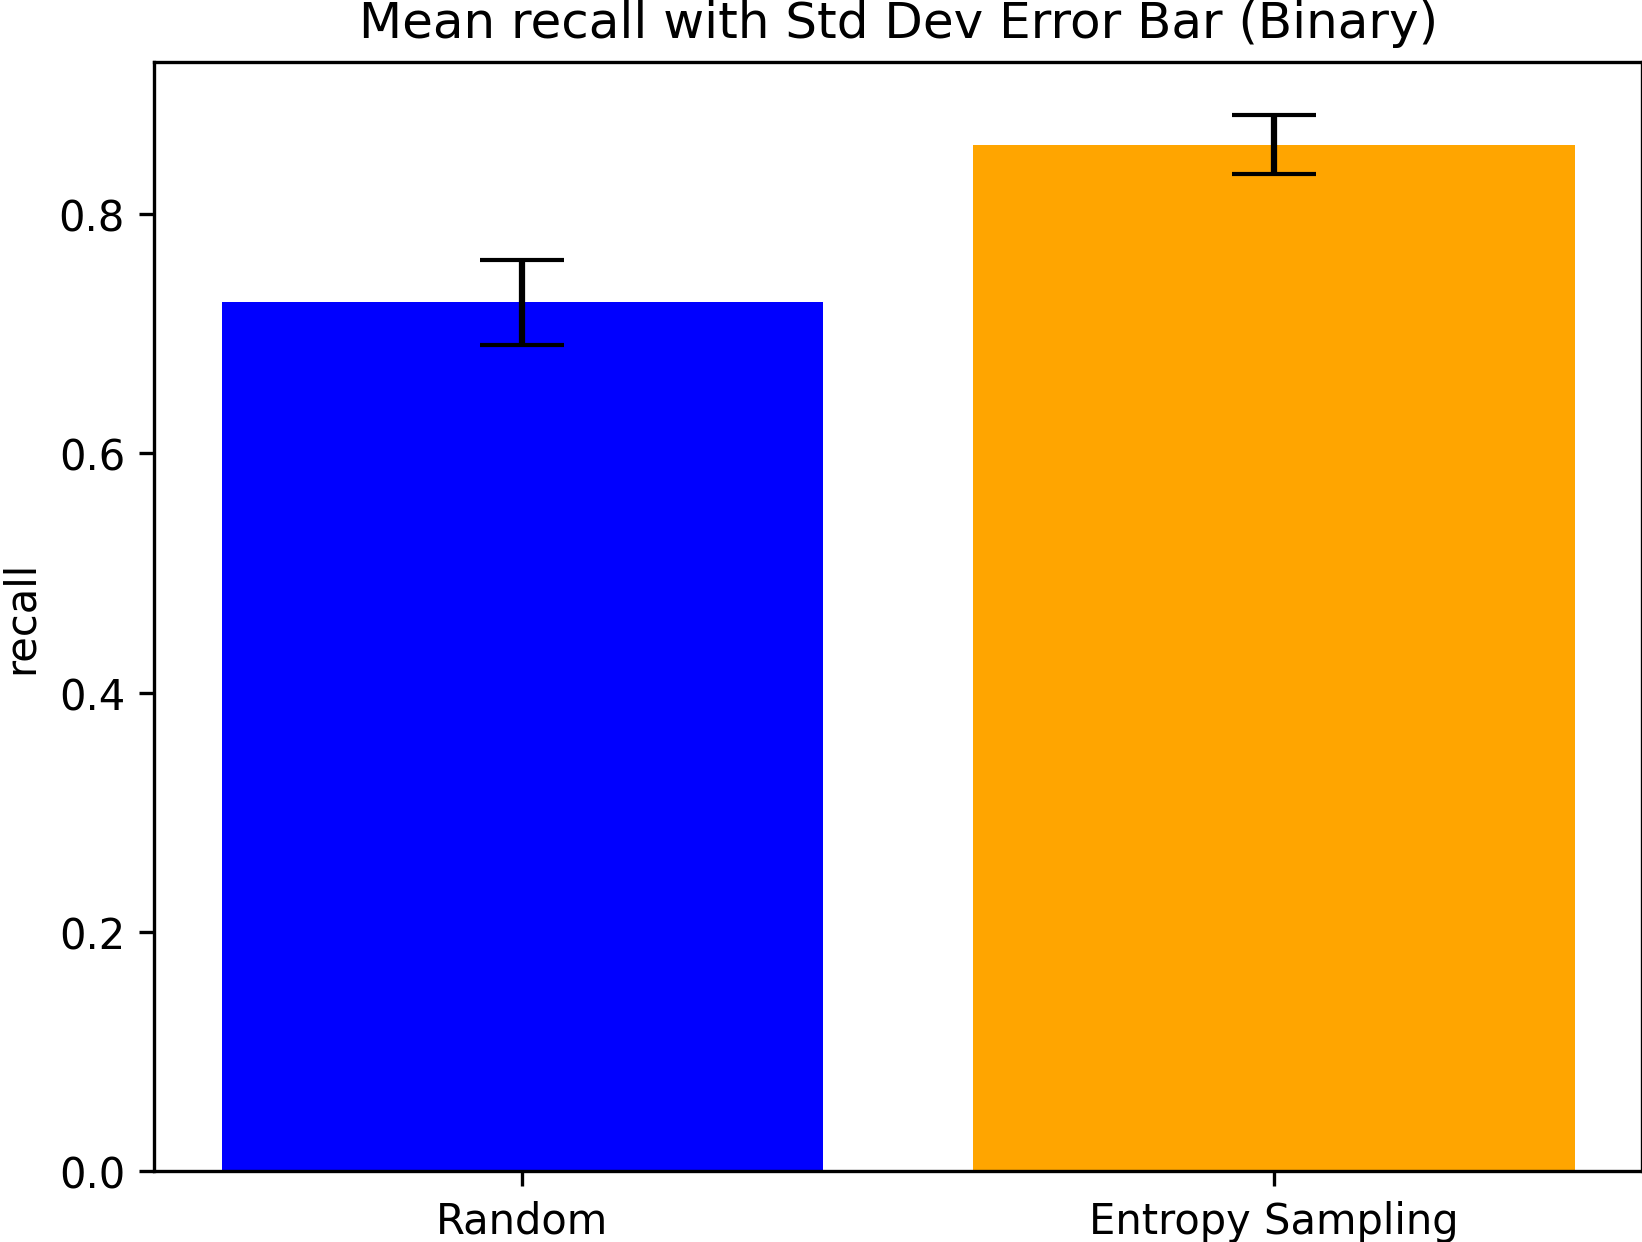 Mean recall with Std Dev Error Bar (Binary)
0.8
0.6
0.4
0.2
0.0
recall
Random
Entropy Sampling